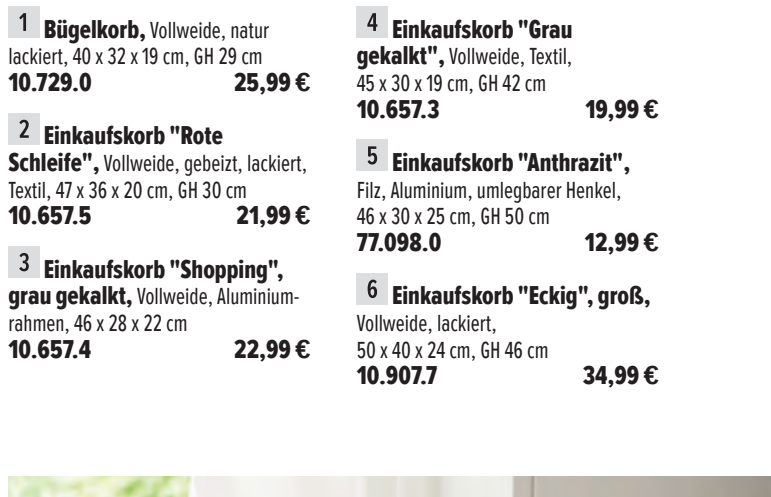 1 Bügelkorb, Vollweide, natur
lackiert, 40 x 32 x 19 cm, GH 29 cm
10.729.0 25,99 €
2 Einkaufskorb "Rote
Schleife", Vollweide, gebeizt, lackiert,
Textil, 47 x 36 x 20 cm, GH 30 cm
10.657.5 21,99 €
3 Einkaufskorb "Shopping",
grau gekalkt, Vollweide, Aluminium-
rahmen, 46 x 28 x 22 cm
10.657.4 22,99 €
4 Einkaufskorb "Grau
gekalkt", Vollweide, Textil,
45 x 30 x 19 cm, GH 42 cm
10.657.3 19,99 €
5 Einkaufskorb "Anthrazit",
Filz, Aluminium, umlegbarer Henkel,
46 x 30 x 25 cm, GH 50 cm
77.098.0 12,99 €
6 Einkaufskorb "Eckig", groß,
Vollweide, lackiert,
50 x 40 x 24 cm, GH 46 cm
10.907.7 34,99 €